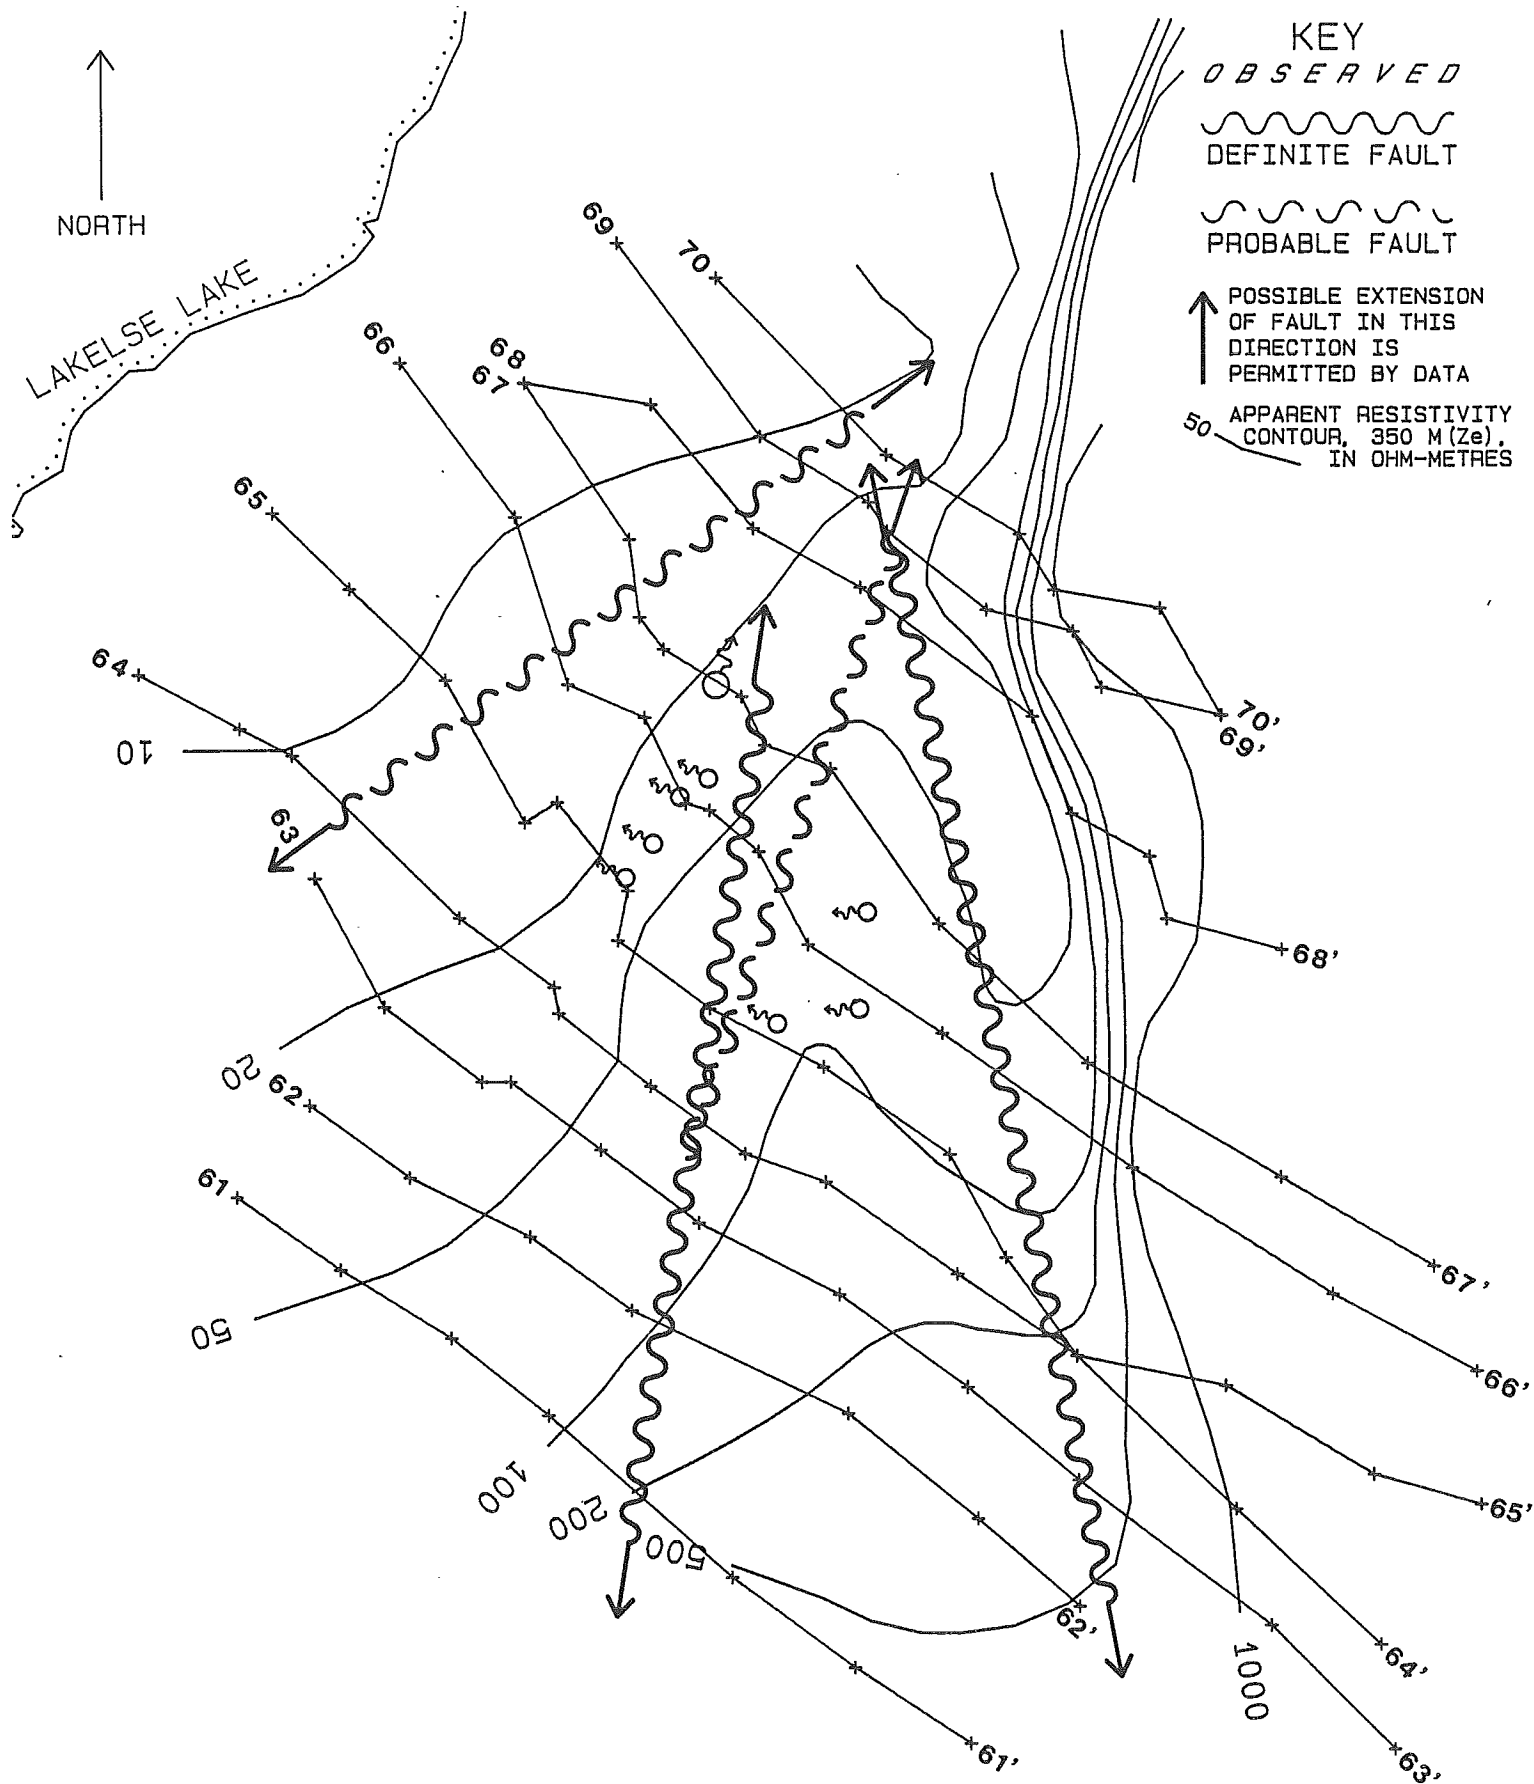 KEY
OBSERVED
DEFINITE FAULT
PROBABLE FAULT
POSSIBLE EXTENSION
OF FAULT IN THIS
DIRECTION IS
PERMITTED BY DATA
50
APPARENT RESISTIVITY
CONTOUR, 350 M(Ze).
IN OHM-METRES
NORTH
LAKELSE LAKE
69
70
66
68
67
65
64
10
63
20
62
61
50
100
200
500
70'
69'
68'
67'
66'
65'
62'
64'
1000
61'
63'